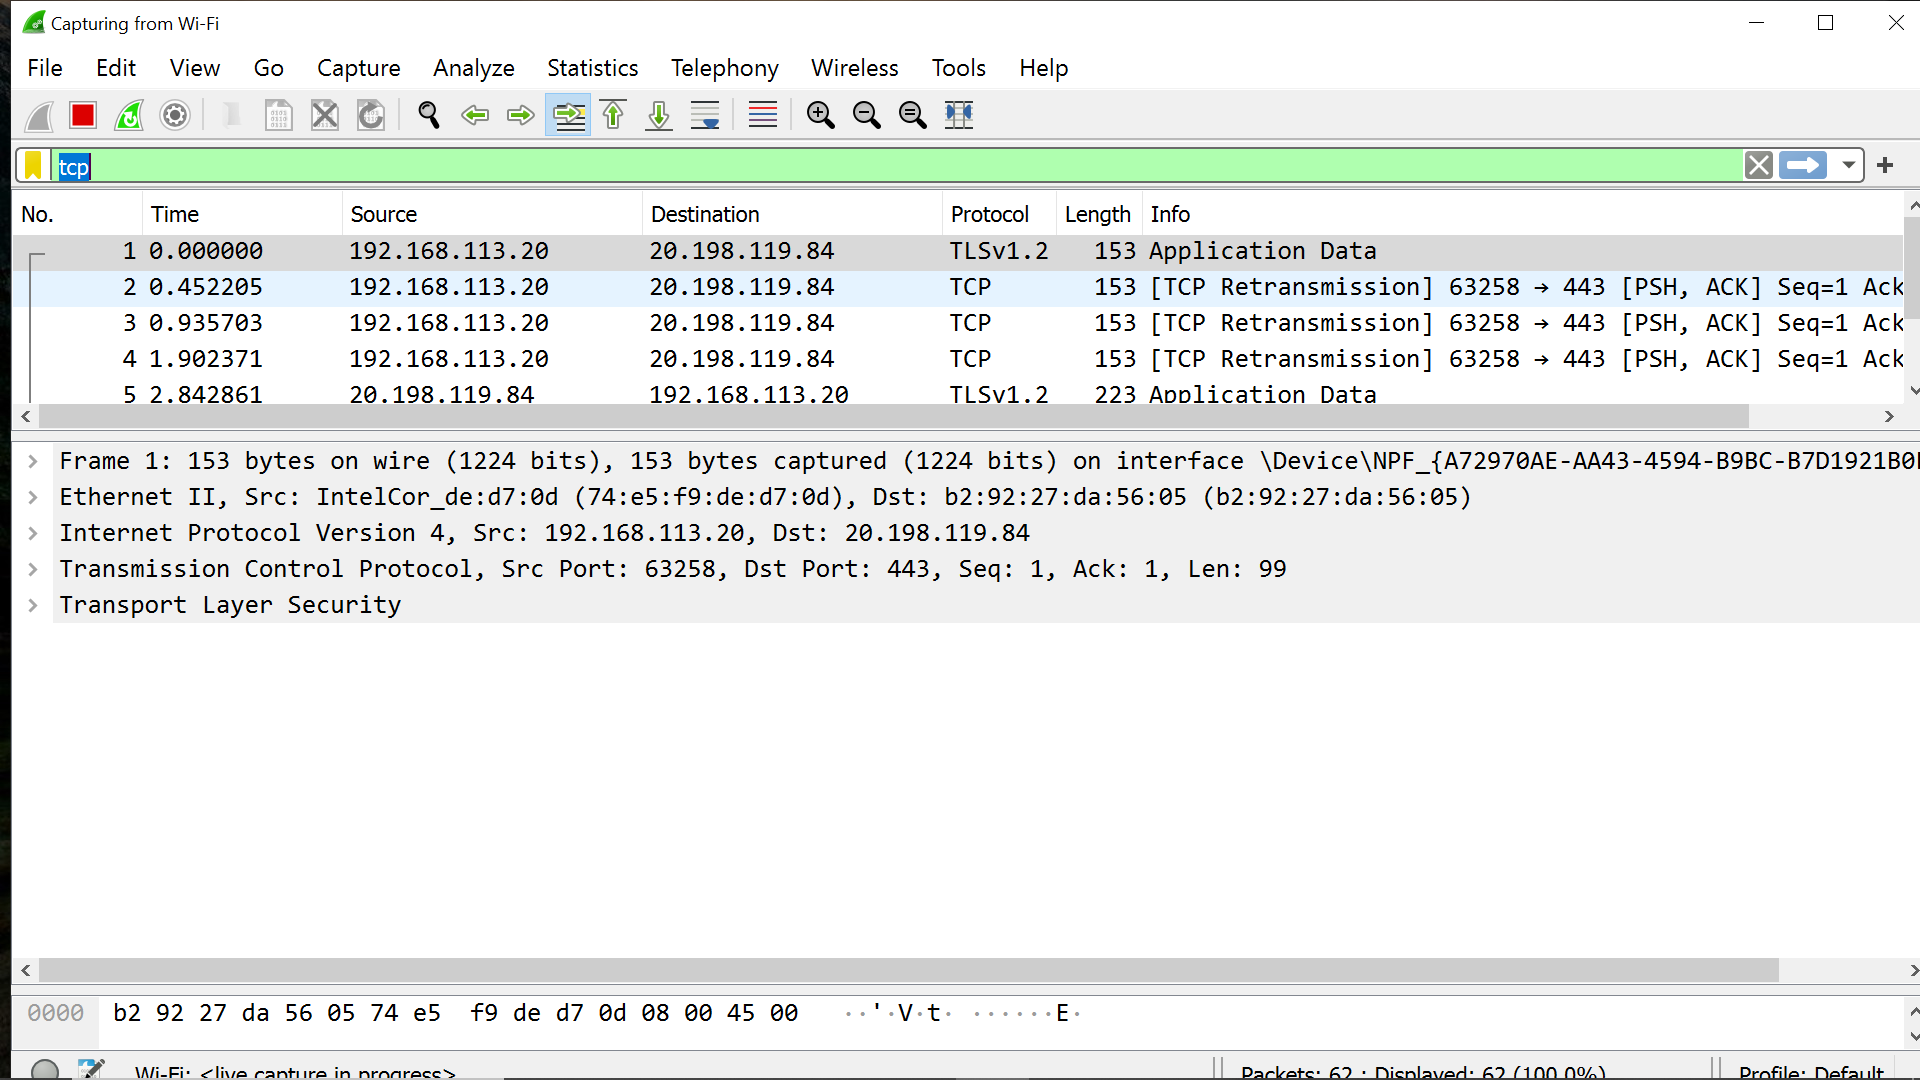 Capturing from Wi-Fi
File Edit View Go Capture Analyze Statistics Telephony Wireless Tools Help
tcp
No. Time Source Destination Protocol Length Info
1 0.000000 192.168.113.20 20.198.119.84 TLSv1.2 153 Application Data
2 0.452205 192.168.113.20 20.198.119.84 TCP 153 [TCP Retransmission] 63258 → 443 [PSH, ACK] Seq=1 Ack
3 0.935703 192.168.113.20 20.198.119.84 TCP 153 [TCP Retransmission] 63258 → 443 [PSH, ACK] Seq=1 Ack
4 1.902371 192.168.113.20 20.198.119.84 TCP 153 [TCP Retransmission] 63258 → 443 [PSH, ACK] Seq=1 Ack
5 2.842861 20.198.119.84 192.168.113.20 TLSv1.2 223 Application Data
Frame 1: 153 bytes on wire (1224 bits), 153 bytes captured (1224 bits) on interface \Device\NPF_{A72970AE-AA43-4594-B9BC-B7D1921B0
Ethernet II, Src: IntelCor_de:d7:0d (74:e5:f9:de:d7:0d), Dst: b2:92:27:da:56:05 (b2:92:27:da:56:05)
Internet Protocol Version 4, Src: 192.168.113.20, Dst: 20.198.119.84
Transmission Control Protocol, Src Port: 63258, Dst Port: 443, Seq: 1, Ack: 1, Len: 99
Transport Layer Security
0000 b2 92 27 da 56 05 74 e5 f9 de d7 0d 08 00 45 00 ··'·V·t· ······E·
Wi-Fi: <live capture in progress>
Packets: 62 · Displayed: 62 (100.0%)
Profile: Default